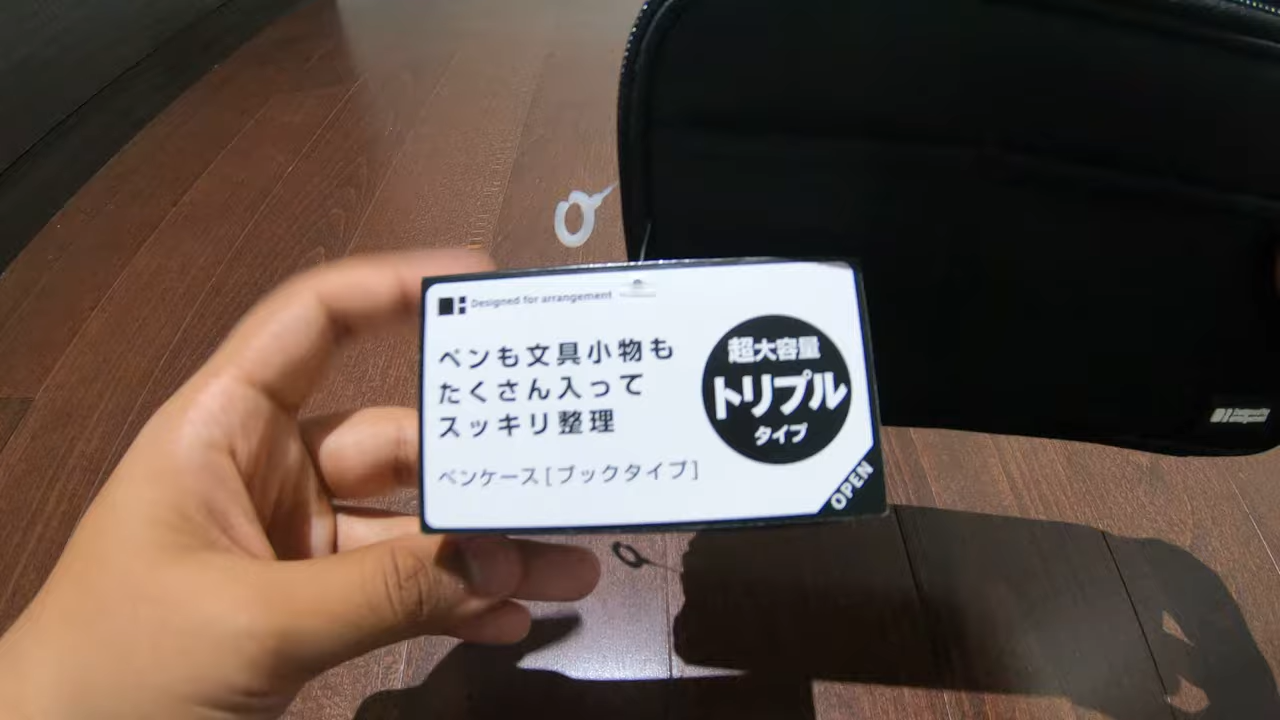 Designed for arrangement
ペンも文具小物も
たくさん入って
スッキリ整理
ペンケース[ブックタイプ]
超大容量
トリプル
タイプ
OPEN